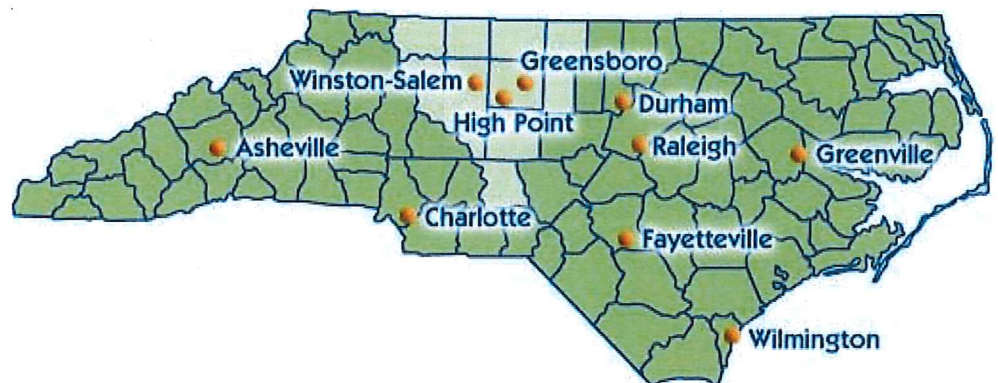 Greensboro
Winston-Salem
Durham
High Point
Raleigh
Asheville
Greenville
Charlotte
Fayetteville
Wilmington